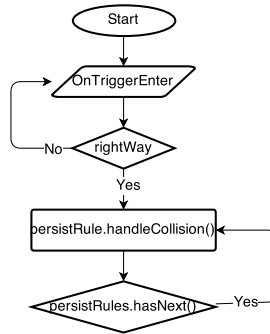 Start
OnTriggerEnter
rightWay
No
Yes
persistRule.handleCollision()
persistRules.hasNext()
Yes